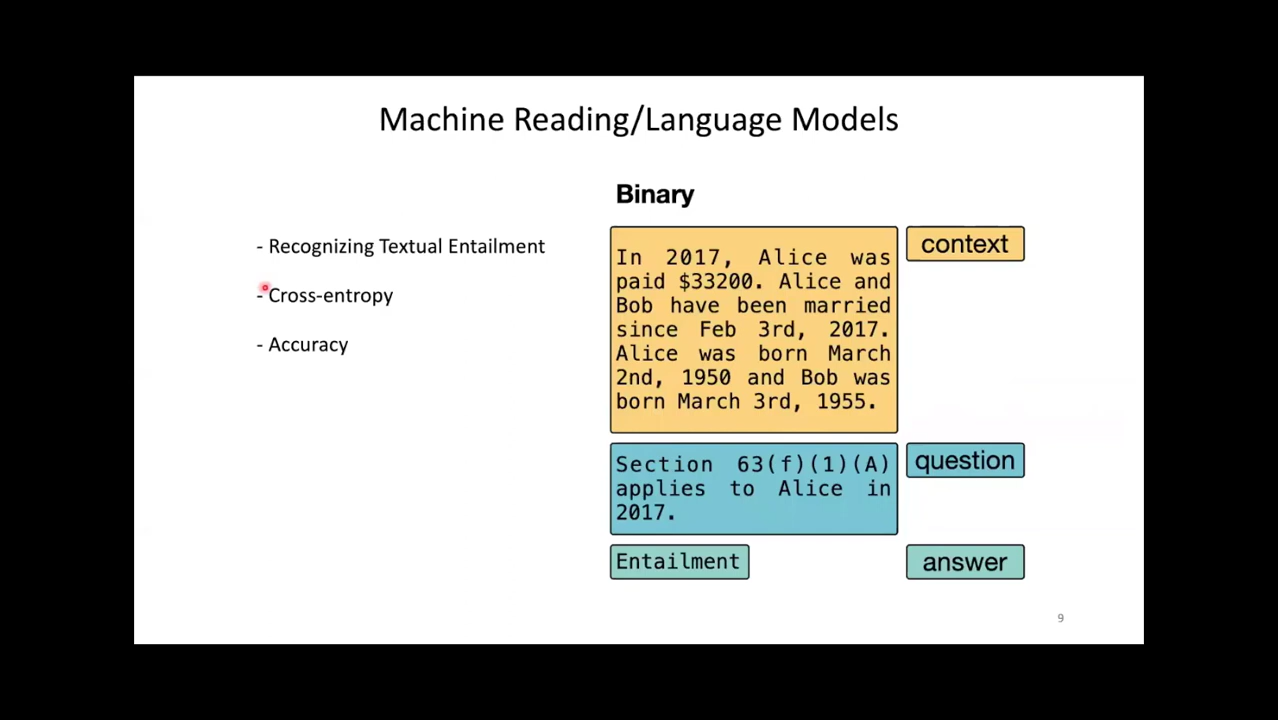 Machine Reading/Language Models
- Recognizing Textual Entailment
- Cross-entropy
- Accuracy
Binary
In 2017, Alice was
paid $33200. Alice and
Bob have been married
since Feb 3rd, 2017.
Alice was born March
2nd, 1950 and Bob was
born March 3rd, 1955.
context
Section 63(f)(1)(A)
applies to Alice in
2017.
question
Entailment
answer
9